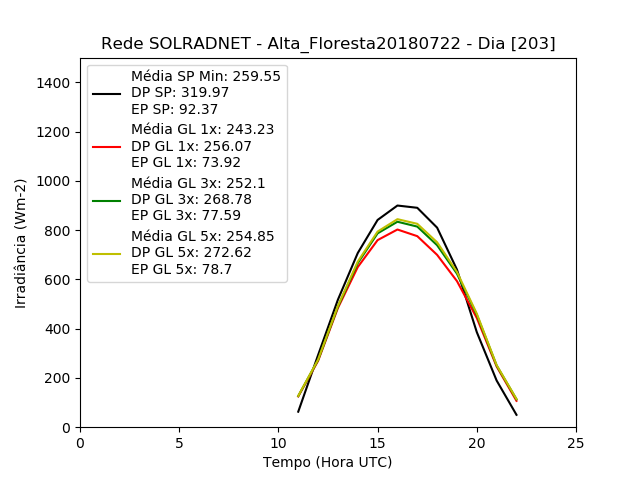 Rede SOLRADNET - Alta_Floresta20180722 - Dia [203]
Média SP Min: 259.55
DP SP: 319.97
EP SP: 92.37
Média GL 1x: 243.23
DP GL 1x: 256.07
EP GL 1x: 73.92
Média GL 3x: 252.1
DP GL 3x: 268.78
EP GL 3x: 77.59
Média GL 5x: 254.85
DP GL 5x: 272.62
EP GL 5x: 78.7
Irradiância (Wm-2)
1400
1200
1000
800
600
400
200
0
0 5 10 15 20 25
Tempo (Hora UTC)